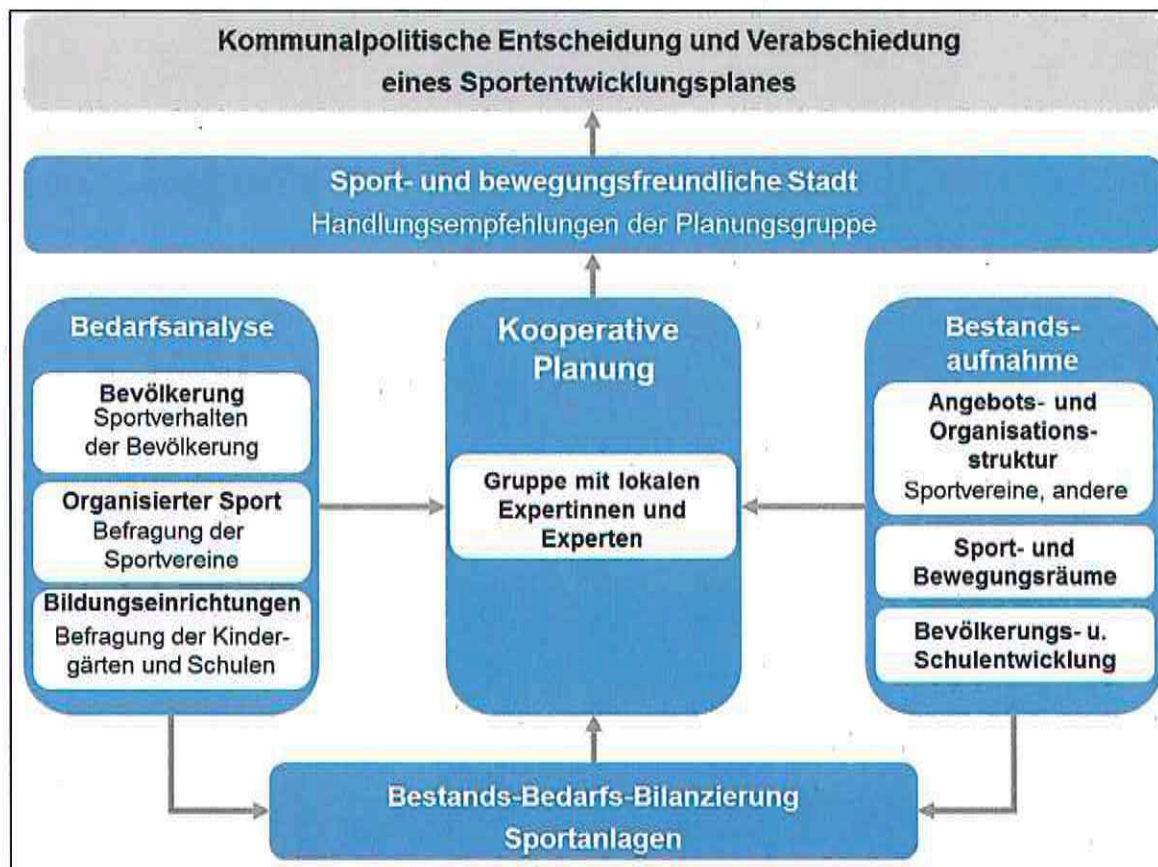 Kommunalpolitische Entscheidung und Verabschiedung
eines Sportentwicklungsplanes
Sport- und bewegungsfreundliche Stadt
Handlungsempfehlungen der Planungsgruppe
Bedarfsanalyse
Bevölkerung
Sportverhalten
der Bevölkerung
Organisierter Sport
Befragung der
Sportvereine
Bildungseinrichtungen
Befragung der Kinder-
gärten und Schulen
Kooperative
Planung
Gruppe mit lokalen
Expertinnen und
Experten
Bestands-
aufnahme
Angebots- und
Organisations-
struktur
Sportvereine, andere
Sport- und
Bewegungsräume
Bevölkerungs- u.
Schulentwicklung
Bestands-Bedarfs-Bilanzierung
Sportanlagen